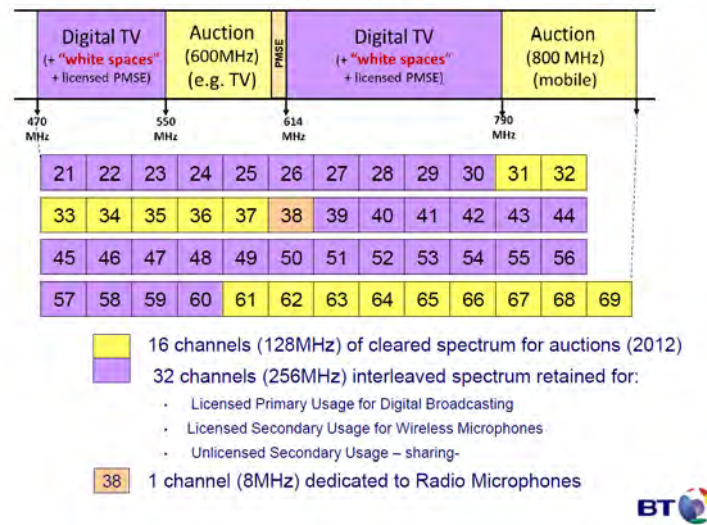 Digital TV
(+ “white spaces”
+ licensed PMSE)
Auction
(600MHz)
(e.g. TV)
PMSE
Digital TV
(+ “white spaces”
+ licensed PMSE)
Auction
(800 MHz)
(mobile)
470
MHz
550
MHz
614
MHz
790
MHz
21 22 23 24 25 26 27 28 29 30 31 32
33 34 35 36 37 38 39 40 41 42 43 44
45 46 47 48 49 50 51 52 53 54 55 56
57 58 59 60 61 62 63 64 65 66 67 68 69
16 channels (128MHz) of cleared spectrum for auctions (2012)
32 channels (256MHz) interleaved spectrum retained for:
· Licensed Primary Usage for Digital Broadcasting
· Licensed Secondary Usage for Wireless Microphones
· Unlicensed Secondary Usage – sharing-
38 1 channel (8MHz) dedicated to Radio Microphones
BT